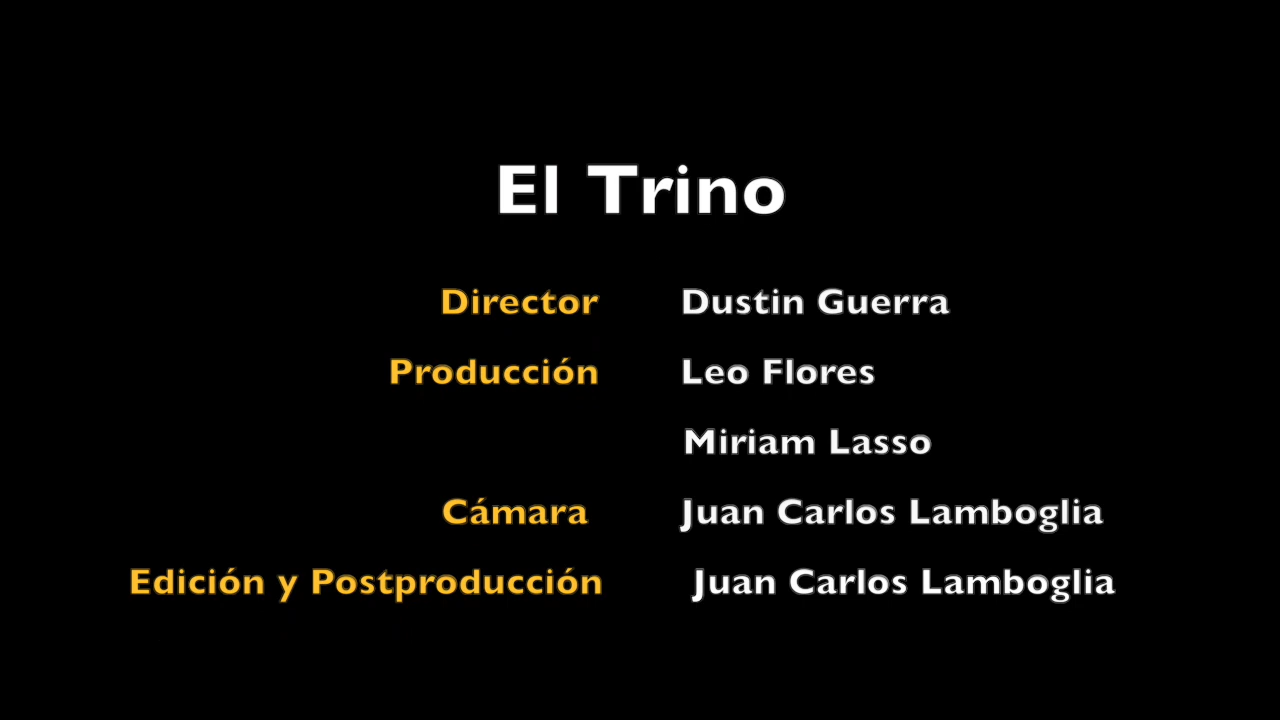 El Trino
Director Dustin Guerra
Producción Leo Flores
Miriam Lasso
Cámara Juan Carlos Lamboglia
Edición y Postproducción Juan Carlos Lamboglia